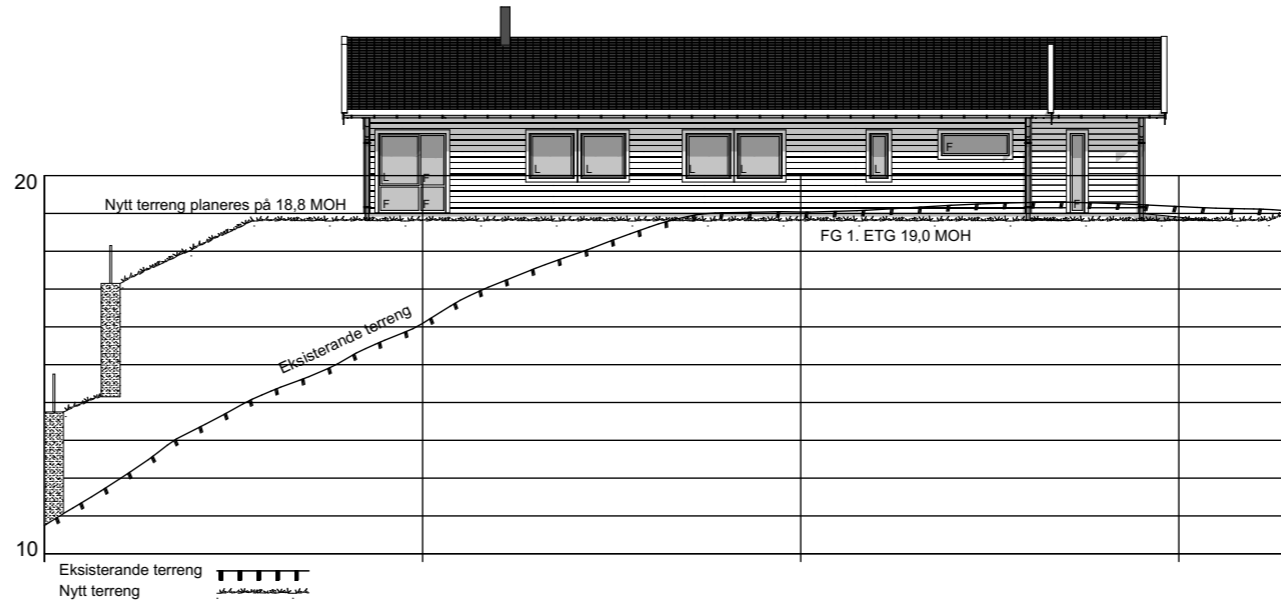 L F
F F
L L
L L
L
F
F
20
Nytt terreng planeres på 18,8 MOH
FG 1. ETG 19,0 MOH
Eksisterande terreng
10
Eksisterande terreng
Nytt terreng